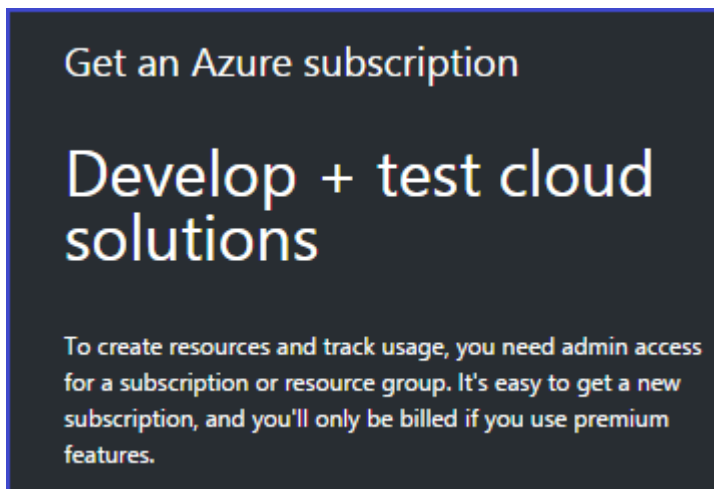 Get an Azure subscription
Develop + test cloud
solutions
To create resources and track usage, you need admin access
for a subscription or resource group. It's easy to get a new
subscription, and you'll only be billed if you use premium
features.